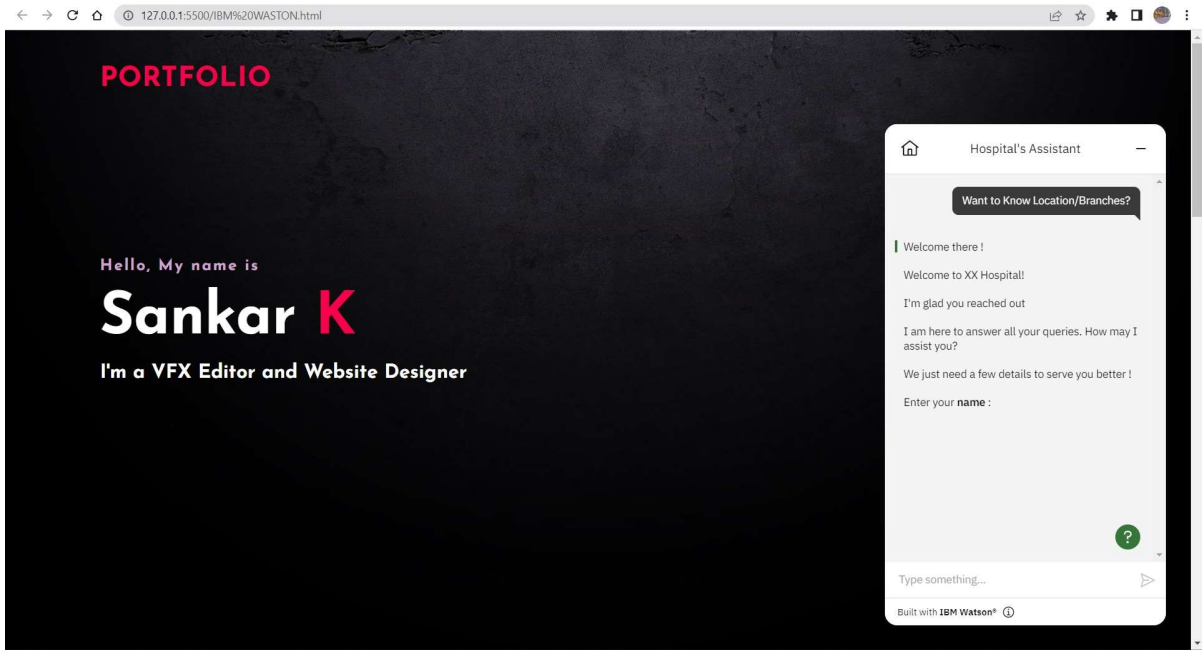 127.0.0.1:5500/IBM%20WASTON.html
PORTFOLIO
Hello, My name is
Sankar K
I'm a VFX Editor and Website Designer
Hospital's Assistant
Want to Know Location/Branches?
Welcome there !
Welcome to XX Hospital!
I'm glad you reached out
I am here to answer all your queries. How may I
assist you?
We just need a few details to serve you better !
Enter your name :
?
Type something...
Built with IBM Watson®